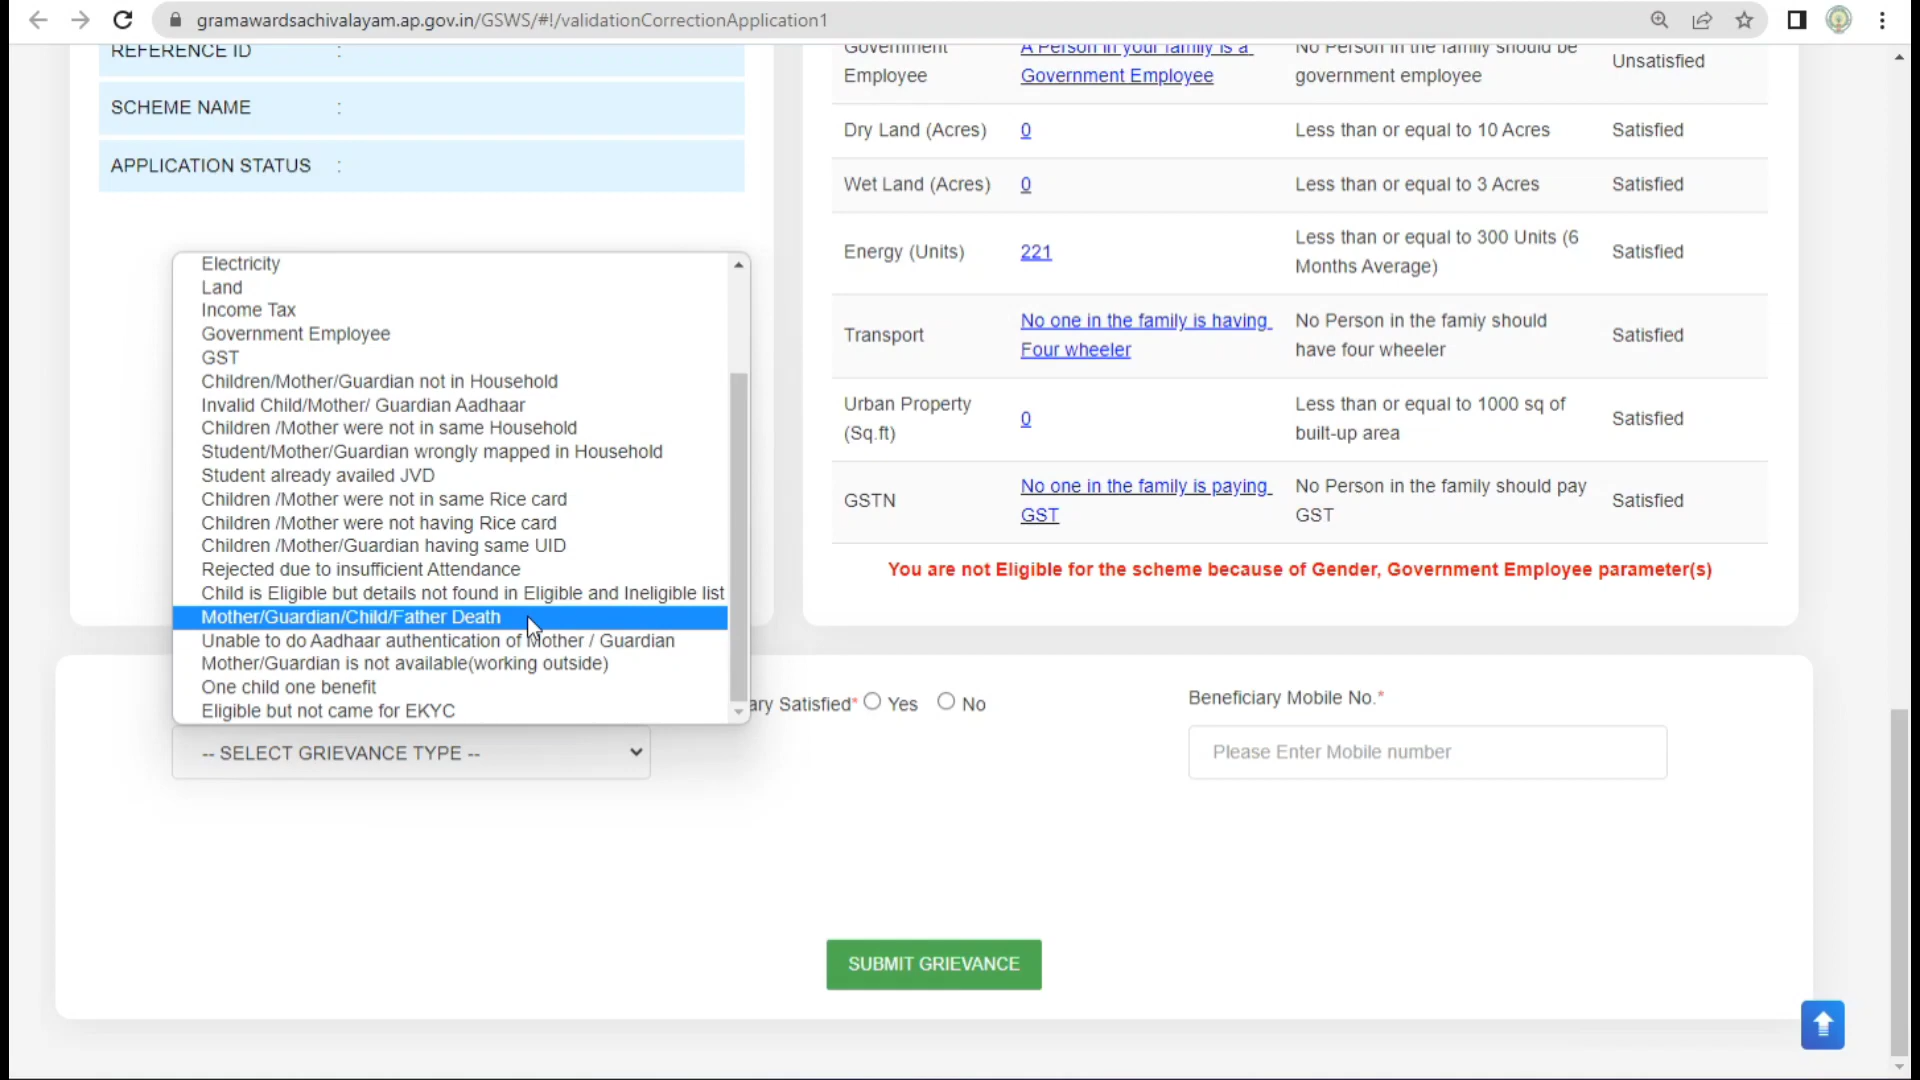 gramawardsachivalayam.ap.gov.in/GSWS/#!/validationCorrectionApplication1
REFERENCE ID :
SCHEME NAME :
APPLICATION STATUS :
Government
Employee
A Person in your family is a
Government Employee
No Person in the family should be
government employee
Unsatisfied
Dry Land (Acres)
0
Less than or equal to 10 Acres
Satisfied
Wet Land (Acres)
0
Less than or equal to 3 Acres
Satisfied
Energy (Units)
221
Less than or equal to 300 Units (6
Months Average)
Satisfied
Transport
No one in the family is having
Four wheeler
No Person in the famiy should
have four wheeler
Satisfied
Urban Property
(Sq.ft)
0
Less than or equal to 1000 sq of
built-up area
Satisfied
GSTN
No one in the family is paying
GST
No Person in the family should pay
GST
Satisfied
You are not Eligible for the scheme because of Gender, Government Employee parameter(s)
Electricity
Land
Income Tax
Government Employee
GST
Children/Mother/Guardian not in Household
Invalid Child/Mother/ Guardian Aadhaar
Children /Mother were not in same Household
Student/Mother/Guardian wrongly mapped in Household
Student already availed JVD
Children /Mother were not in same Rice card
Children /Mother were not having Rice card
Children /Mother/Guardian having same UID
Rejected due to insufficient Attendance
Child is Eligible but details not found in Eligible and Ineligible list
Mother/Guardian/Child/Father Death
Unable to do Aadhaar authentication of Mother / Guardian
Mother/Guardian is not available(working outside)
One child one benefit
Eligible but not came for EKYC
-- SELECT GRIEVANCE TYPE --
ary Satisfied* Yes No
Beneficiary Mobile No.*
Please Enter Mobile number
SUBMIT GRIEVANCE